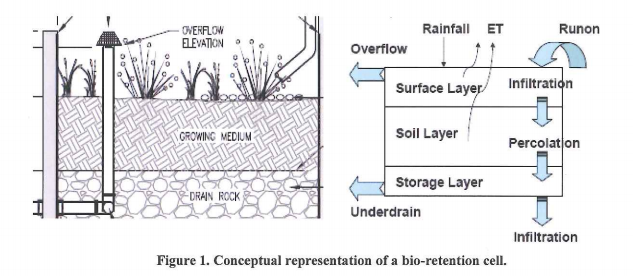 OVERFLOW
ELEVATION
GROWING MEDIUM
DRAIN ROCK
Rainfall ET Runon
Overflow
Surface Layer
Infiltration
Soil Layer
Percolation
Storage Layer
Underdrain
Infiltration
Figure 1. Conceptual representation of a bio-retention cell.